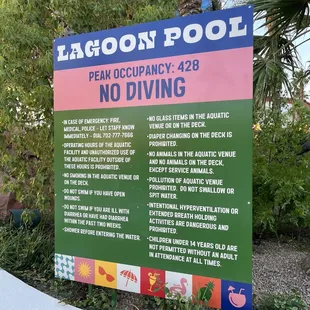 LAGOON POOL
PEAK OCCUPANCY: 428
NO DIVING
-IN CASE OF EMERGENCY: FIRE,
MEDICAL, POLICE - LET STAFF KNOW
IMMEDIATELY - DIAL 702-777-7066
-OPERATING HOURS OF THE AQUATIC
FACILITY AND UNAUTHORIZED USE OF
THE AQUATIC FACILITY OUTSIDE OF
THESE HOURS IS PROHIBITED.
-NO SMOKING IN THE AQUATIC VENUE OR
ON THE DECK.
-DO NOT SWIM IF YOU HAVE OPEN
WOUNDS.
-DO NOT SWIM IF YOU ARE ILL WITH
DIARRHEA OR HAVE HAD DIARRHEA
WITHIN THE PAST TWO WEEKS.
-SHOWER BEFORE ENTERING THE WATER.
-NO GLASS ITEMS IN THE AQUATIC
VENUE OR ON THE DECK.
-DIAPER CHANGING ON THE DECK IS
PROHIBITED.
-NO ANIMALS IN THE AQUATIC VENUE
AND NO ANIMALS ON THE DECK,
EXCEPT SERVICE ANIMALS.
-POLLUTION OF AQUATIC VENUE
PROHIBITED. DO NOT SWALLOW OR
SPIT WATER.
-INTENTIONAL HYPERVENTILATION OR
EXTENDED BREATH HOLDING
ACTIVITIES ARE DANGEROUS AND
PROHIBITED.
-CHILDREN UNDER 14 YEARS OLD ARE
NOT PERMITTED WITHOUT AN ADULT
IN ATTENDANCE AT ALL TIMES.